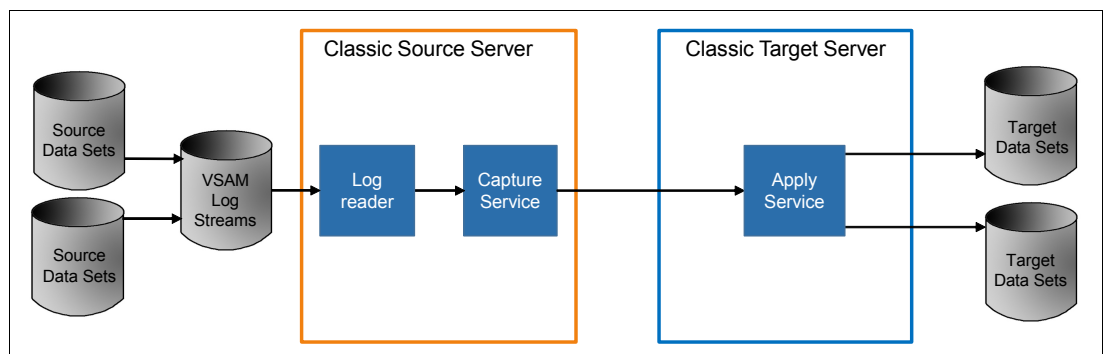 Classic Source Server
Classic Target Server
Source
Data Sets
Source
Data Sets
VSAM
Log
Streams
Log
reader
Capture
Service
Apply
Service
Target
Data Sets
Target
Data Sets